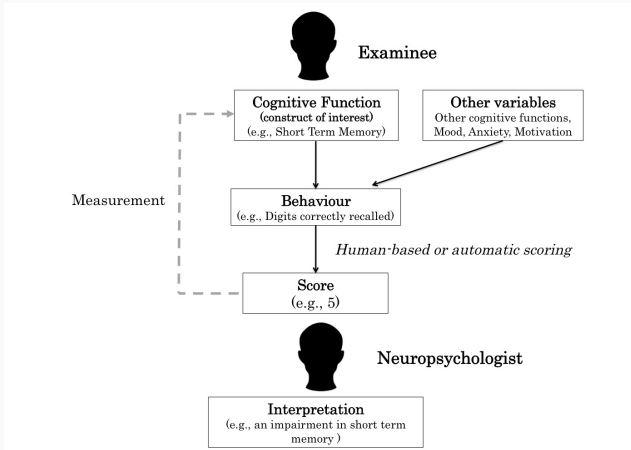 Examinee
Cognitive Function
(construct of interest)
(e.g., Short Term Memory)
Other variables
Other cognitive functions,
Mood, Anxiety, Motivation
Measurement
Behaviour
(e.g., Digits correctly recalled)
Human-based or automatic scoring
Score
(e.g., 5)
Neuropsychologist
Interpretation
(e.g., an impairment in short term
memory )